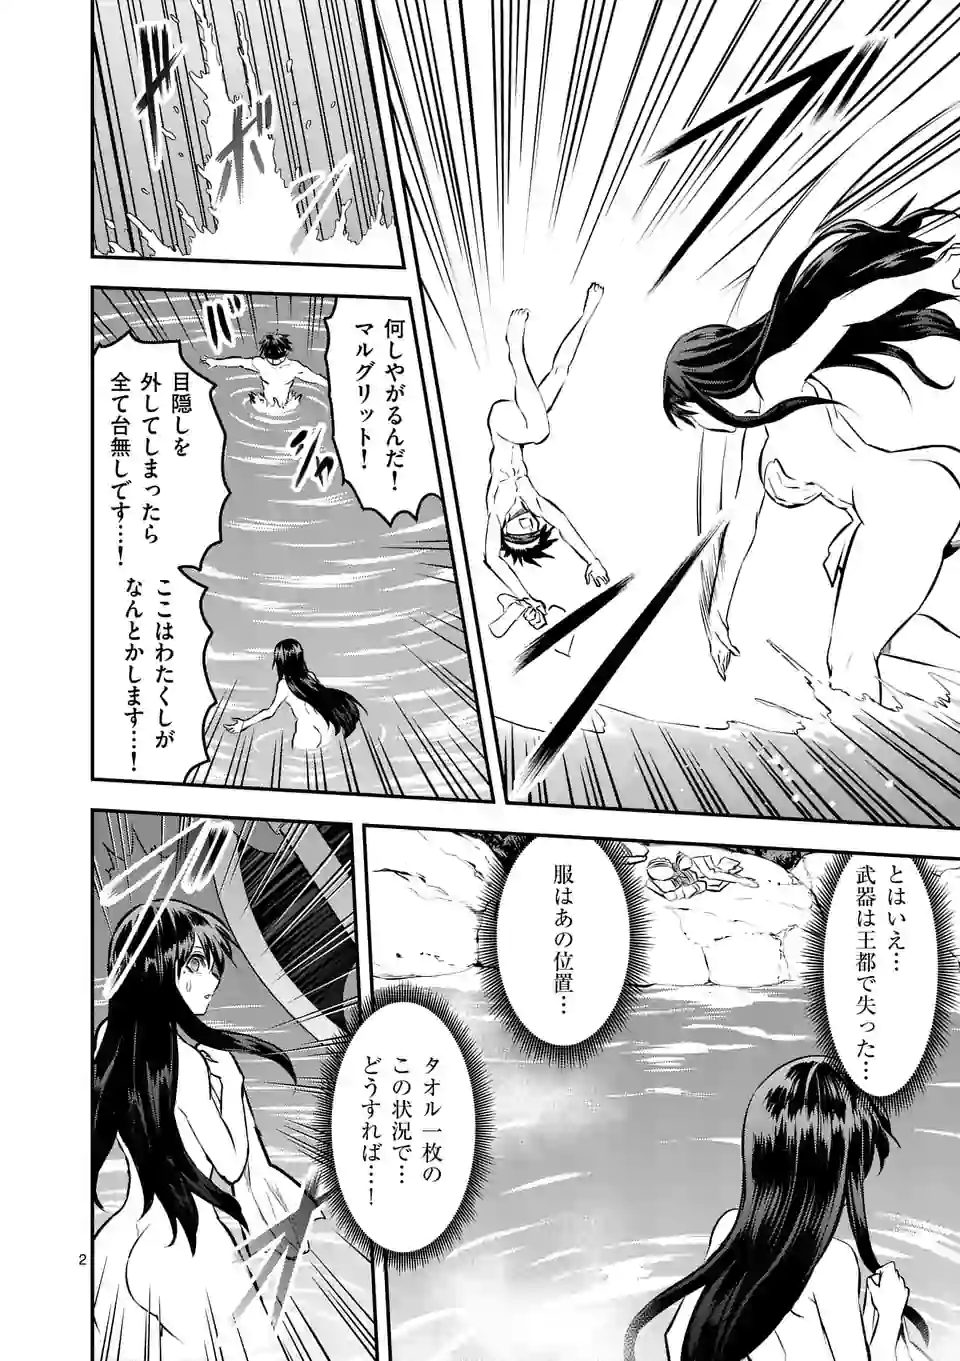 ドボ
バッ
何しやがるんだ!
マルグリット!
ジャ
目隠しを
外してしまったら
全て台無しです…!
ここはわたくしが
なんとかします…!
とはいえ…
武器は王都で失った…
服はあの位置…
タオル一枚の
この状況で…
どうすれば…!
2